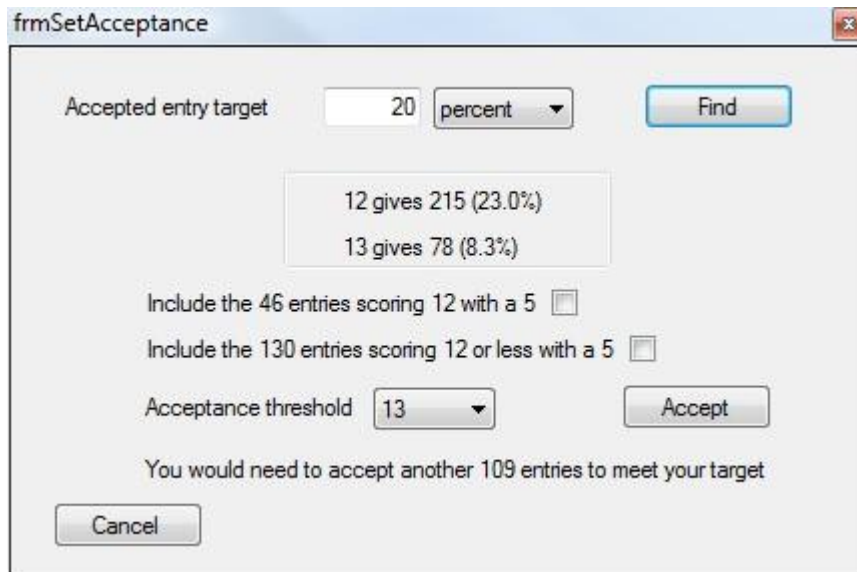 frmSetAcceptance
Accepted entry target 20 percent Find
12 gives 215 (23.0%)
13 gives 78 (8.3%)
Include the 46 entries scoring 12 with a 5
Include the 130 entries scoring 12 or less with a 5
Acceptance threshold 13 Accept
You would need to accept another 109 entries to meet your target
Cancel